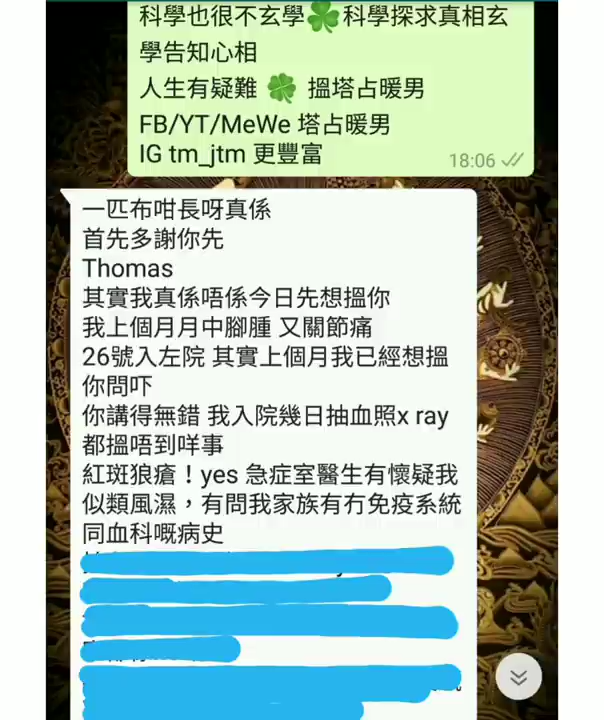 科學也很不玄學🍀科學探求真相玄
學告知心相
人生有疑難 🍀 搵塔占暖男
FB/YT/MeWe 塔占暖男
IG tm_jtm 更豐富
18:06
一匹布咁長呀真係
首先多謝你先
Thomas
其實我真係唔係今日先想搵你
我上個月月中腳腫 又關節痛
26號入左院 其實上個月我已經想搵
你問吓
你講得無錯 我入院幾日抽血照x ray
都搵唔到咩事
紅斑狼瘡！yes 急症室醫生有懷疑我
似類風濕，有問我家族有冇免疫系統
同血科嘅病史